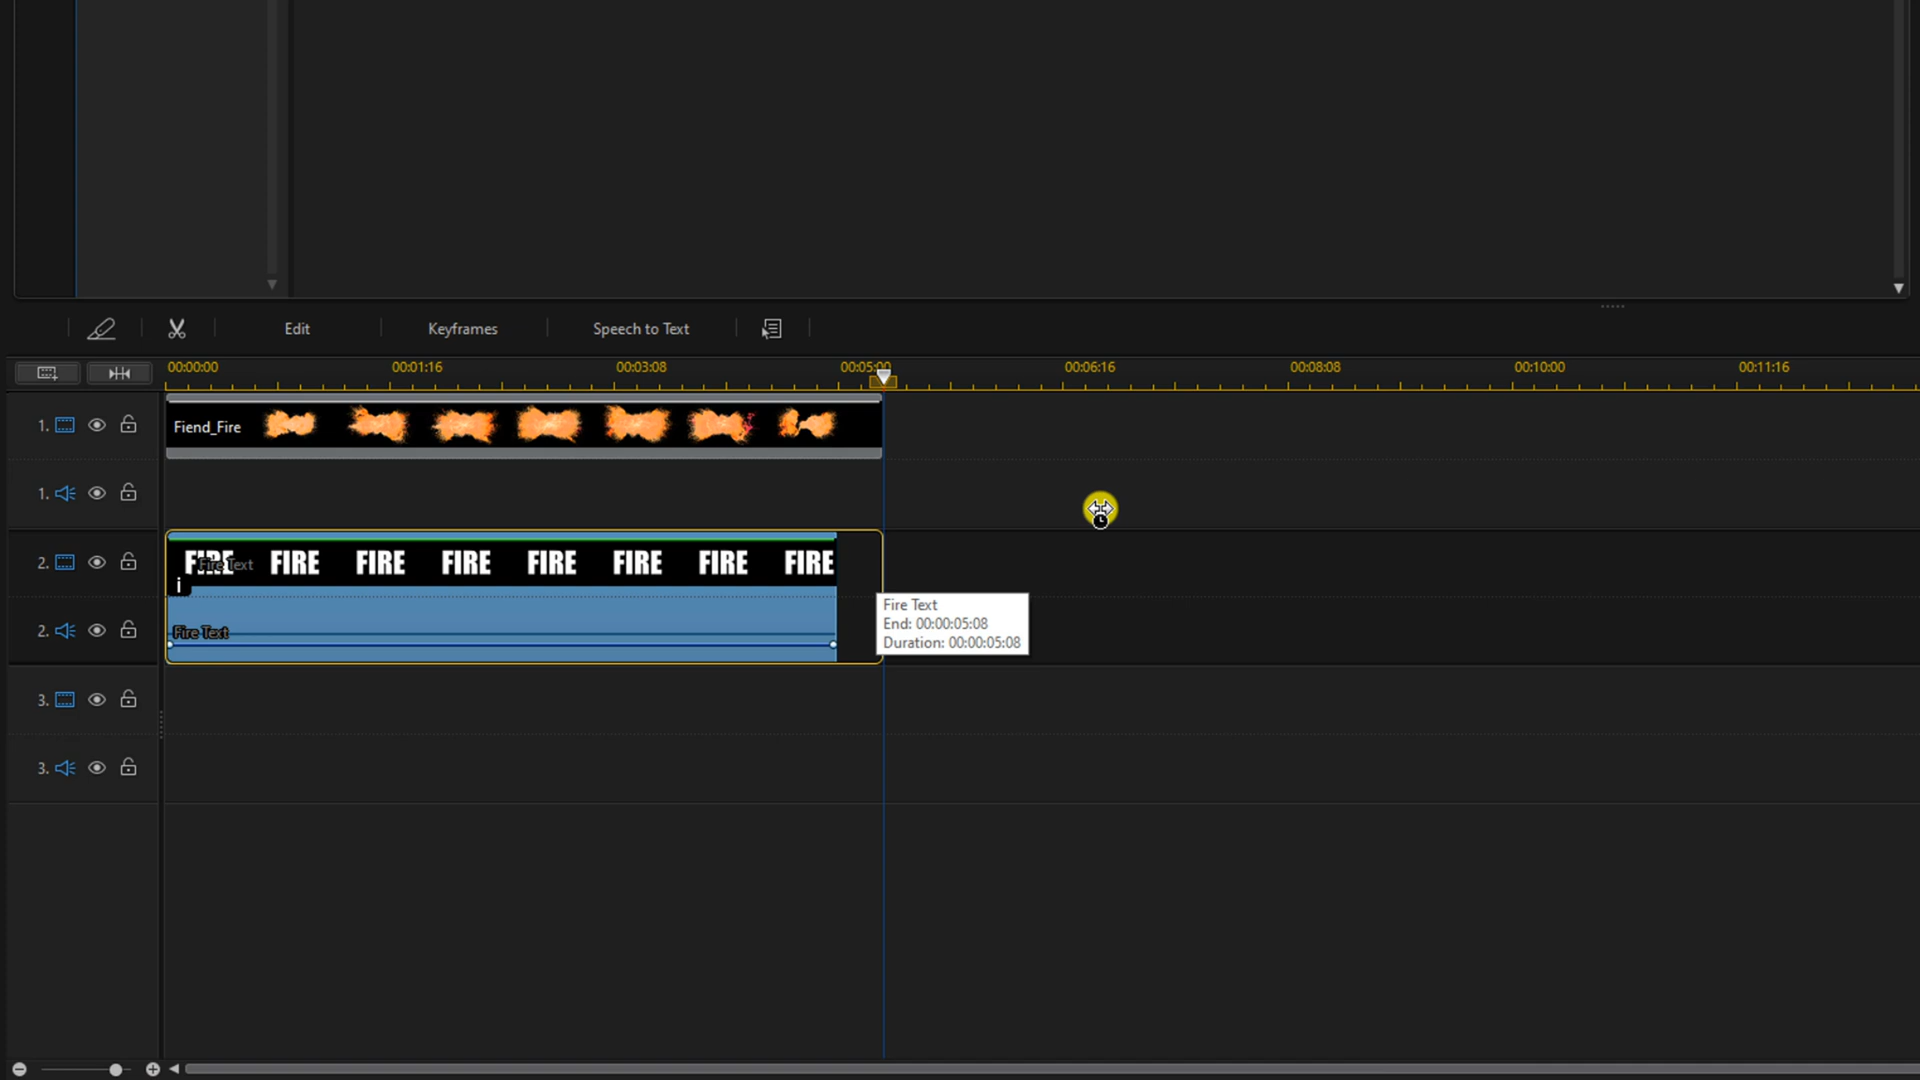 Edit Keyframes Speech to Text
00:00:00 00:01:16 00:03:08 00:05:00 00:06:16 00:08:08 00:10:00 00:11:16
1. Fiend_Fire
1.
2. FIRE FIRE FIRE FIRE FIRE FIRE FIRE FIRE
Fire Text
i
Fire Text
End: 00:00:05:08
Duration: 00:00:05:08
2. Fire Text
3.
3.